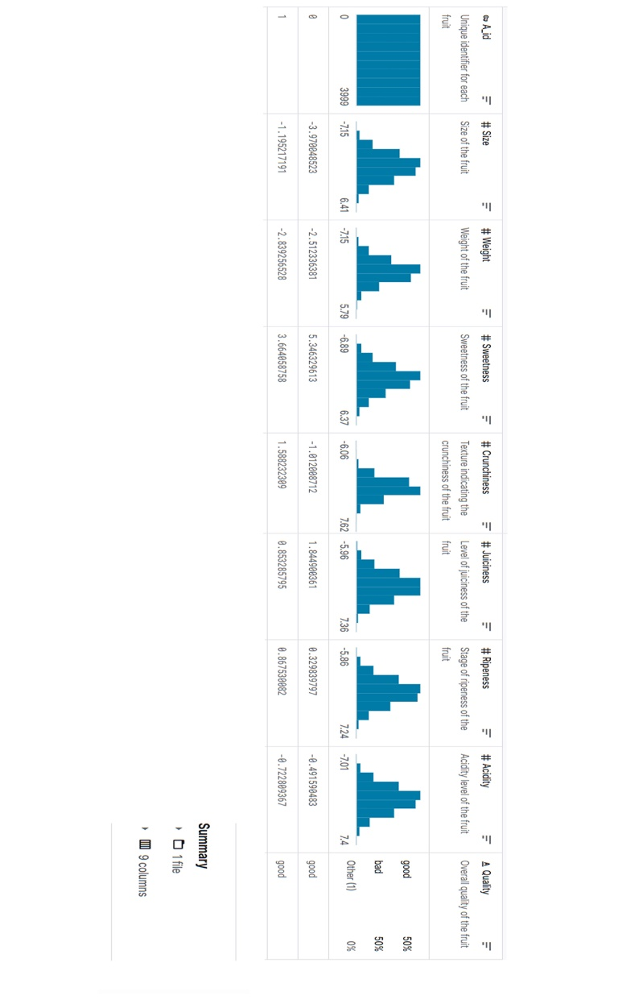 A_id
Unique identifier for each
fruit
0 3999
0
1
# Size
Size of the fruit
-7.15 6.41
-3.970048523
-1.195217191
# Weight
Weight of the fruit
-7.15 5.79
-2.512336381
-2.839256528
# Sweetness
Sweetness of the fruit
-6.89 6.37
5.346329613
3.664058758
# Crunchiness
Texture indicating the
crunchiness of the fruit
-6.06 7.62
-1.012008712
1.588232309
# Juiciness
Level of juiciness of the
fruit
-5.96 7.36
1.844900361
0.853285795
# Ripeness
Stage of ripeness of the
fruit
-5.86 7.24
0.329839797
0.867530082
# Acidity
Acidity level of the fruit
-7.01 7.4
-0.491590483
-0.722809367
A Quality
Overall quality of the fruit
good 50%
bad 50%
Other (1) 0%
good
good
Summary
1 file
9 columns